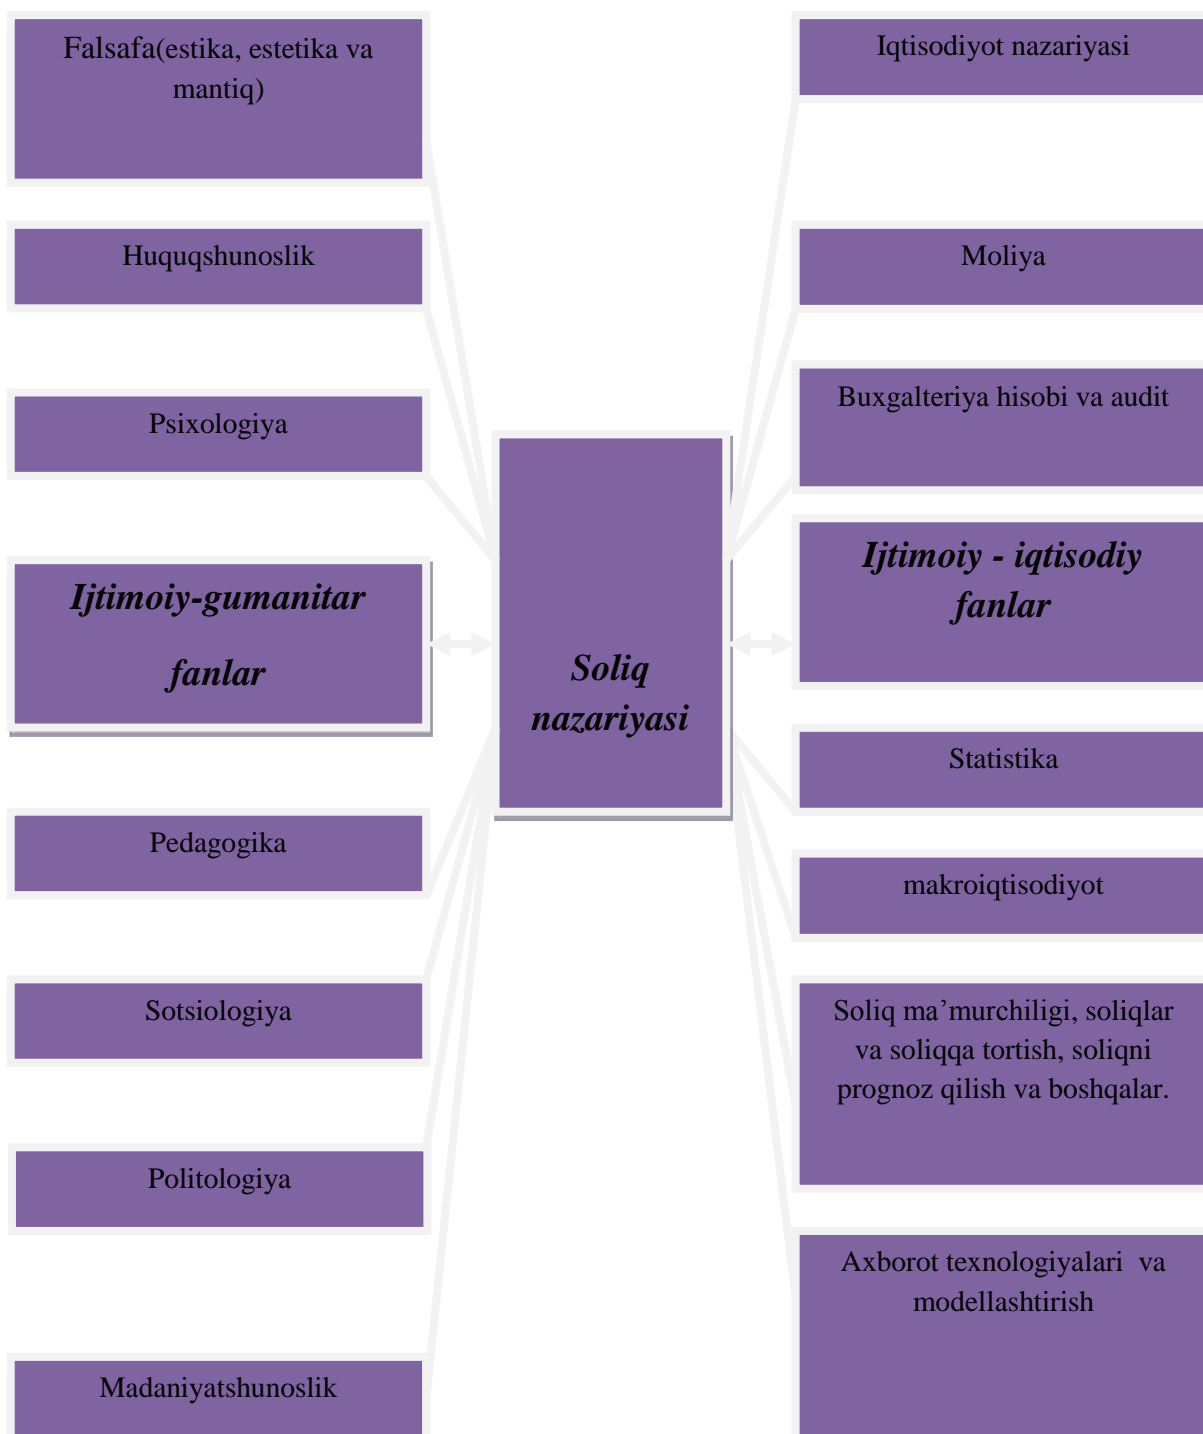 Falsafa(estika, estetika va
mantiq)
Huquqshunoslik
Psixologiya
Ijtimoiy-gumanitar
fanlar
Pedagogika
Sotsiologiya
Politologiya
Madaniyatshunoslik
Soliq
nazariyasi
Iqtisodiyot nazariyasi
Moliya
Buxgalteriya hisobi va audit
Ijtimoiy - iqtisodiy
fanlar
Statistika
makroiqtisodiyot
Soliq ma’murchiligi, soliqlar
va soliqqa tortish, soliqni
prognoz qilish va boshqalar.
Axborot texnologiyalari  va
modellashtirish